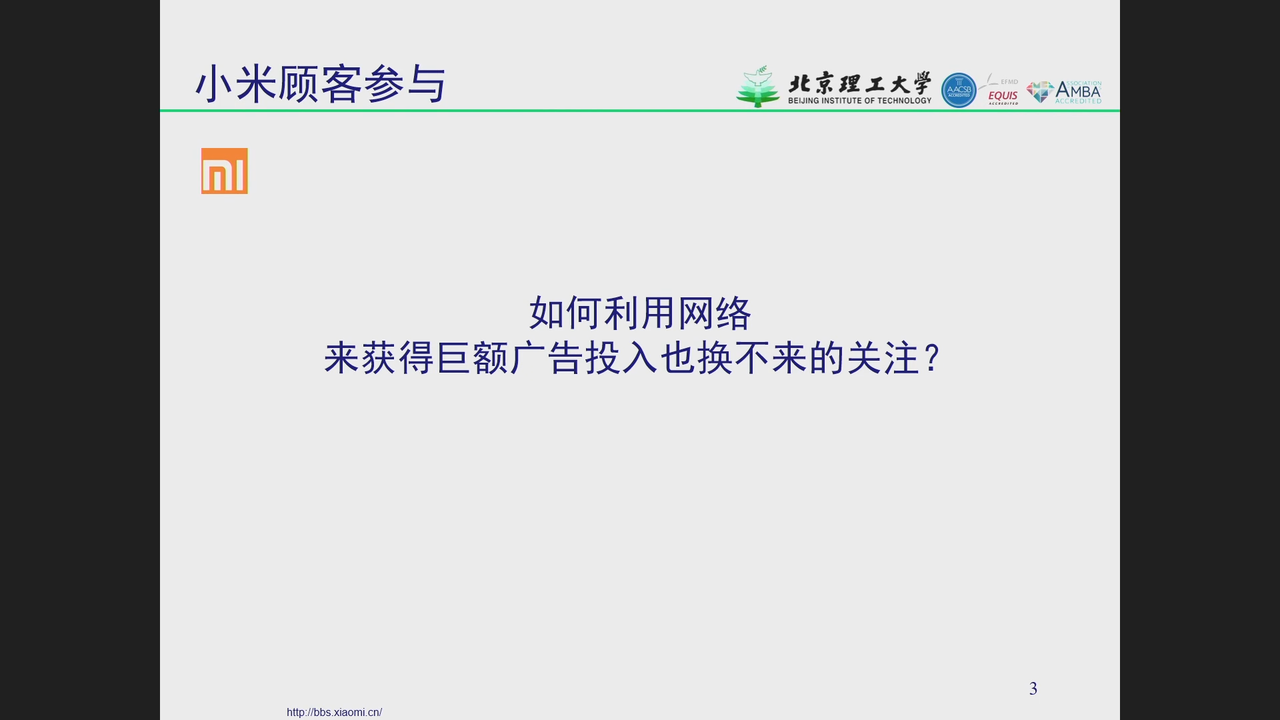 小米顾客参与
北京理工大学
BEIJING INSTITUTE OF TECHNOLOGY
AACSB
ACCREDITED
EFMD
EQUIS
ACCREDITED
ASSOCIATION
AMBA
ACCREDITED
mi
如何利用网络
来获得巨额广告投入也换不来的关注？
3
http://bbs.xiaomi.cn/